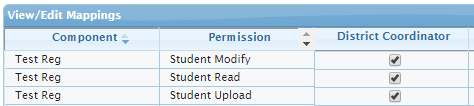 View/Edit Mappings
Component Permission District Coordinator
Test Reg Student Modify
Test Reg Student Read
Test Reg Student Upload